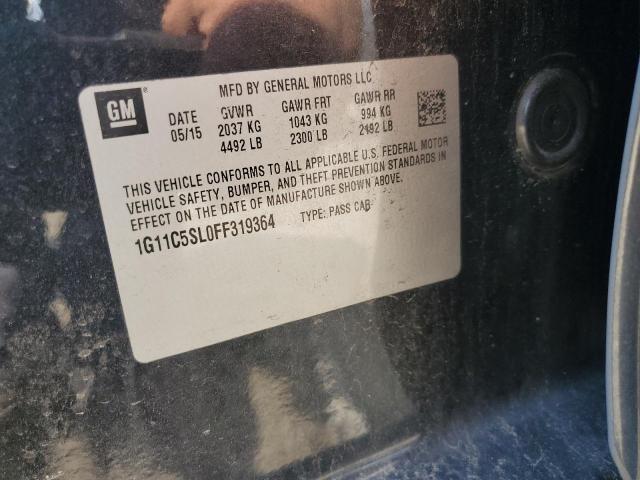 MFD BY GENERAL MOTORS LLC
GM
DATE GVWR GAWR FRT GAWR RR
05/15 2037 KG 1043 KG 994 KG
4492 LB 2300 LB 2192 LB
THIS VEHICLE CONFORMS TO ALL APPLICABLE U.S. FEDERAL MOTOR
VEHICLE SAFETY, BUMPER, AND THEFT PREVENTION STANDARDS IN
EFFECT ON THE DATE OF MANUFACTURE SHOWN ABOVE.
1G11C5SL0FF319364 TYPE: PASS CAR